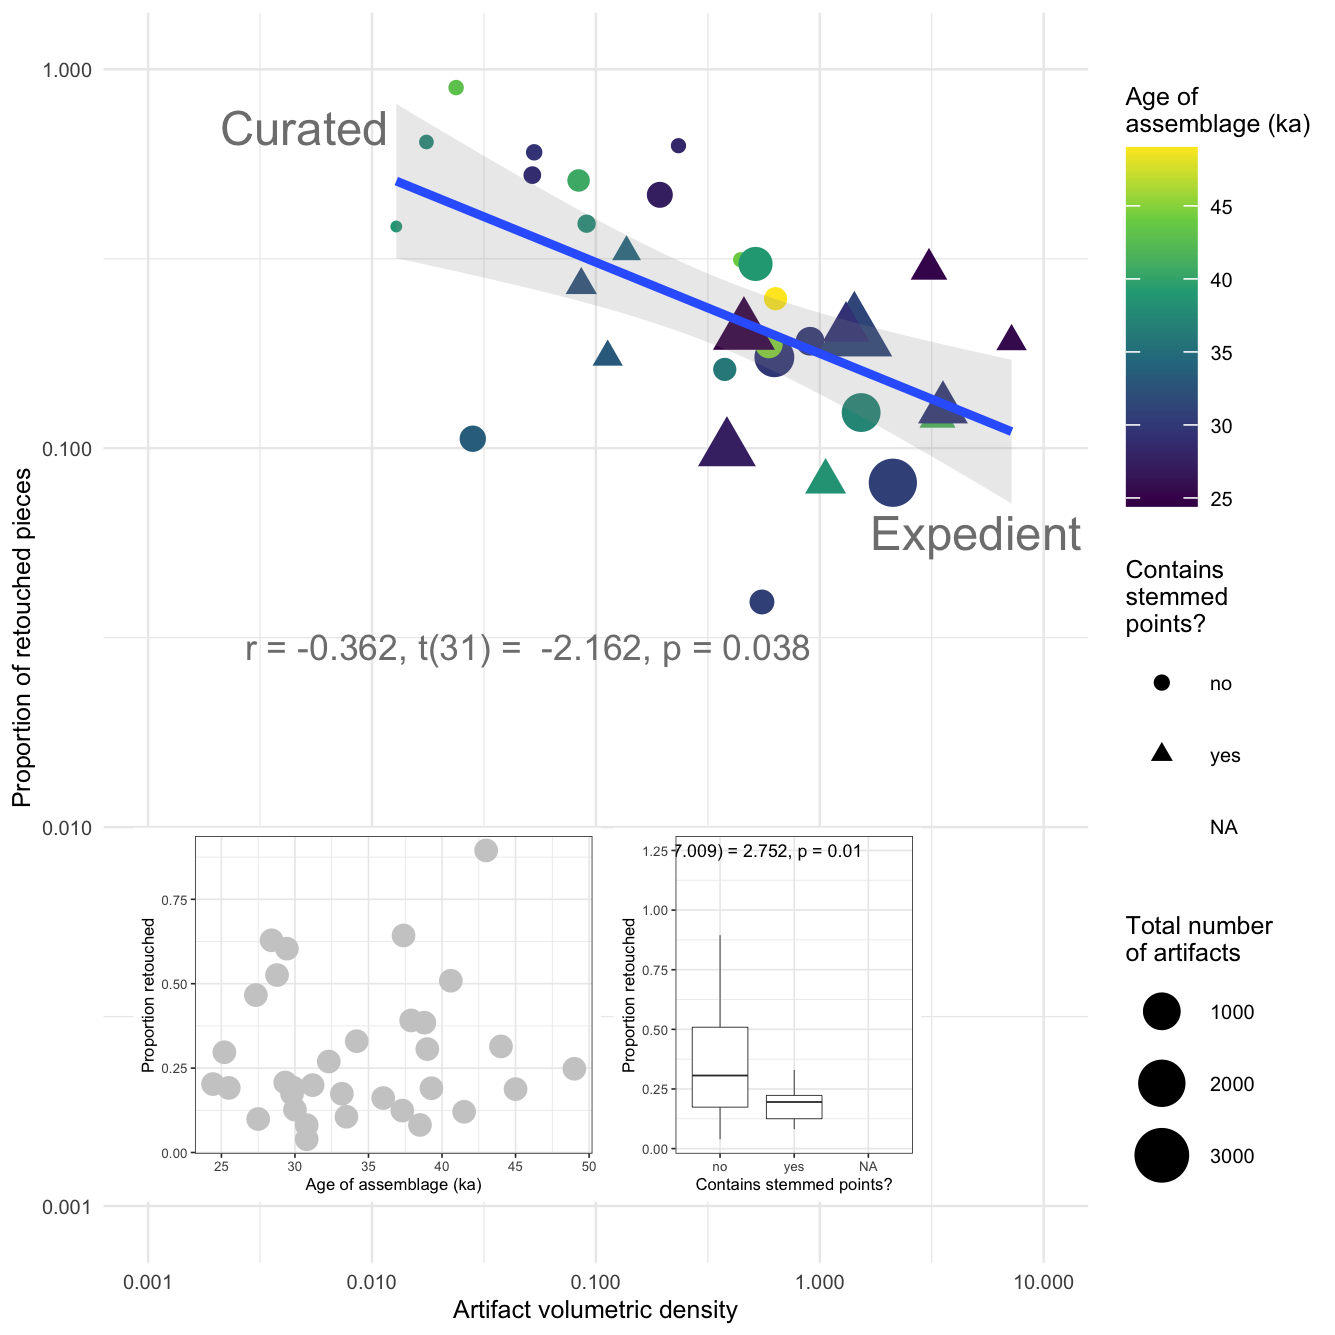 1.000
0.100
0.010
0.001
Proportion of retouched pieces
Curated
Expedient
r = -0.362, t(31) =  -2.162, p = 0.038
0.75
0.50
0.25
0.00
Proportion retouched
25 30 35 40 45 50
Age of assemblage (ka)
7.009) = 2.752, p = 0.01
1.25
1.00
0.75
0.50
0.25
0.00
Proportion retouched
no yes NA
Contains stemmed points?
0.001 0.010 0.100 1.000 10.000
Artifact volumetric density
Age of
assemblage (ka)
45
40
35
30
25
Contains
stemmed
points?
no
yes
NA
Total number
of artifacts
1000
2000
3000